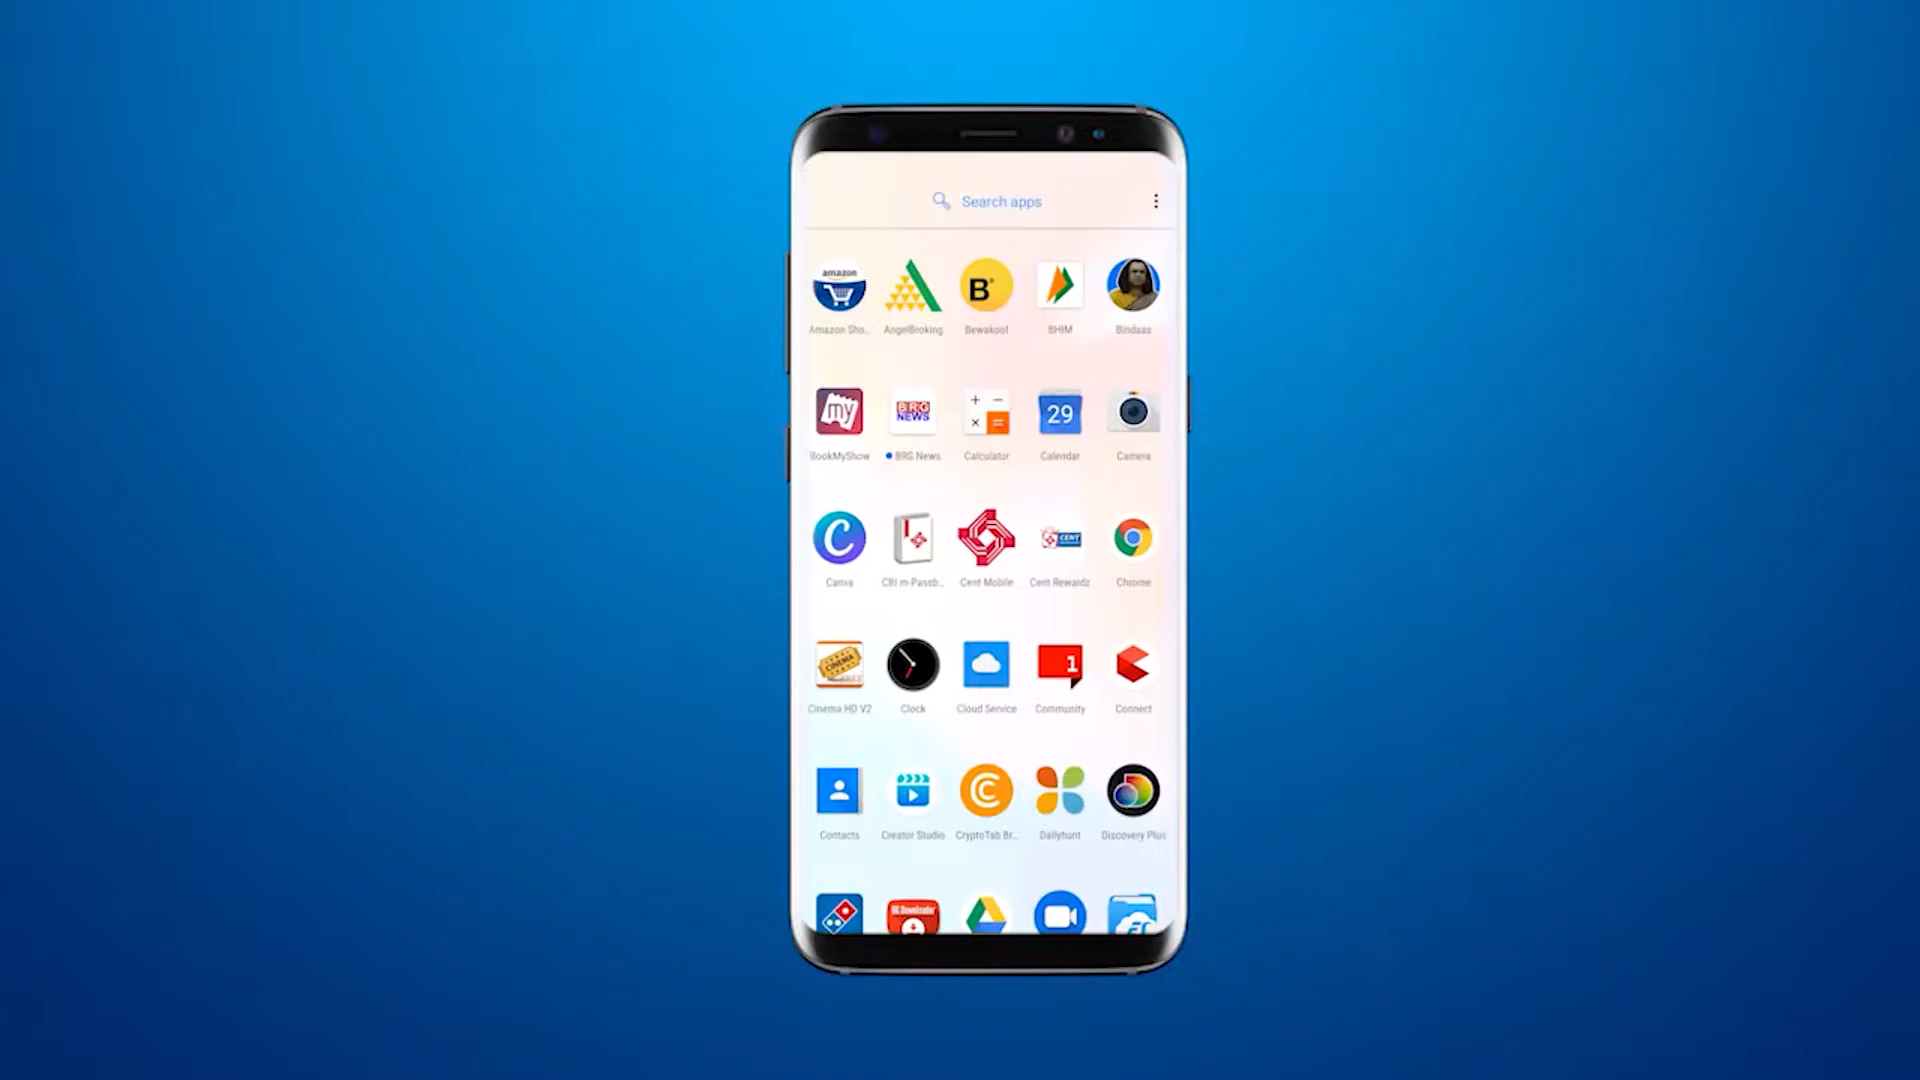 Search apps
amazon
B
Amazon Sho.. AngelBroking Bewakoof BHIM Bindaas
my BRG NEWS + − × = 29
BookMyShow BRG News Calculator Calendar Camera
C CENT
Canva CBI m-Passb.. Cent Mobile Cent Rewardz Chrome
CINEMA 1
Cinema HD V2 Clock Cloud Service Community Connect
C
Contacts Creator Studio CryptoTab Br.. Dailyhunt Discovery Plus